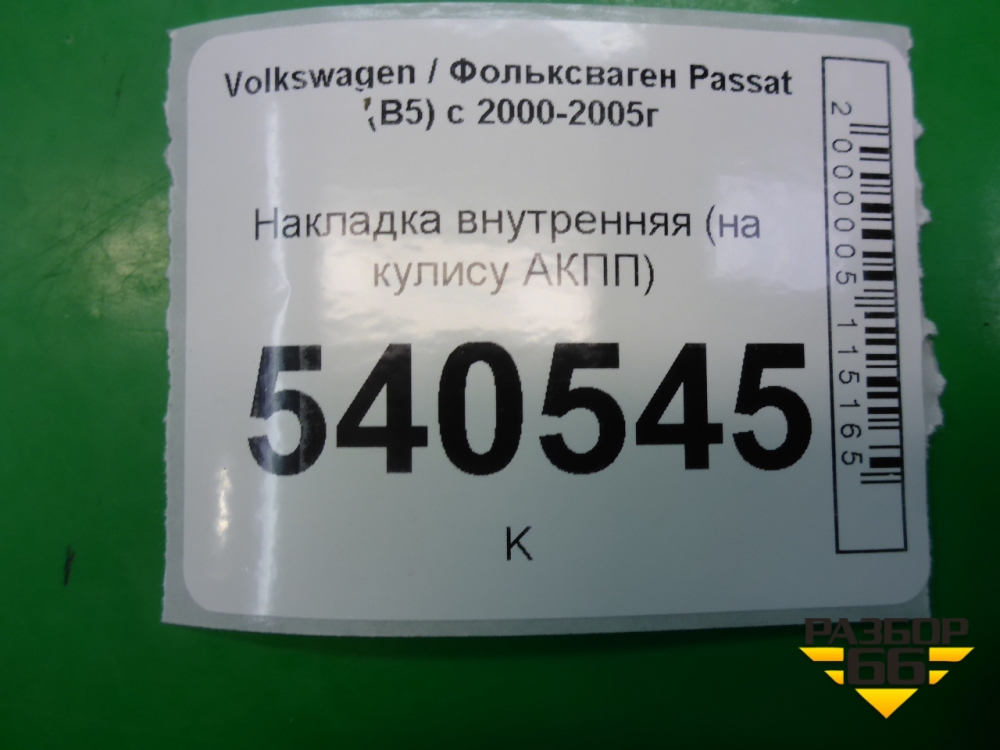 Volkswagen / Фольксваген Passat
(B5) с 2000-2005г
Накладка внутренняя (на
кулису АКПП)
540545
К
2000005115165
РАЗБОР
66